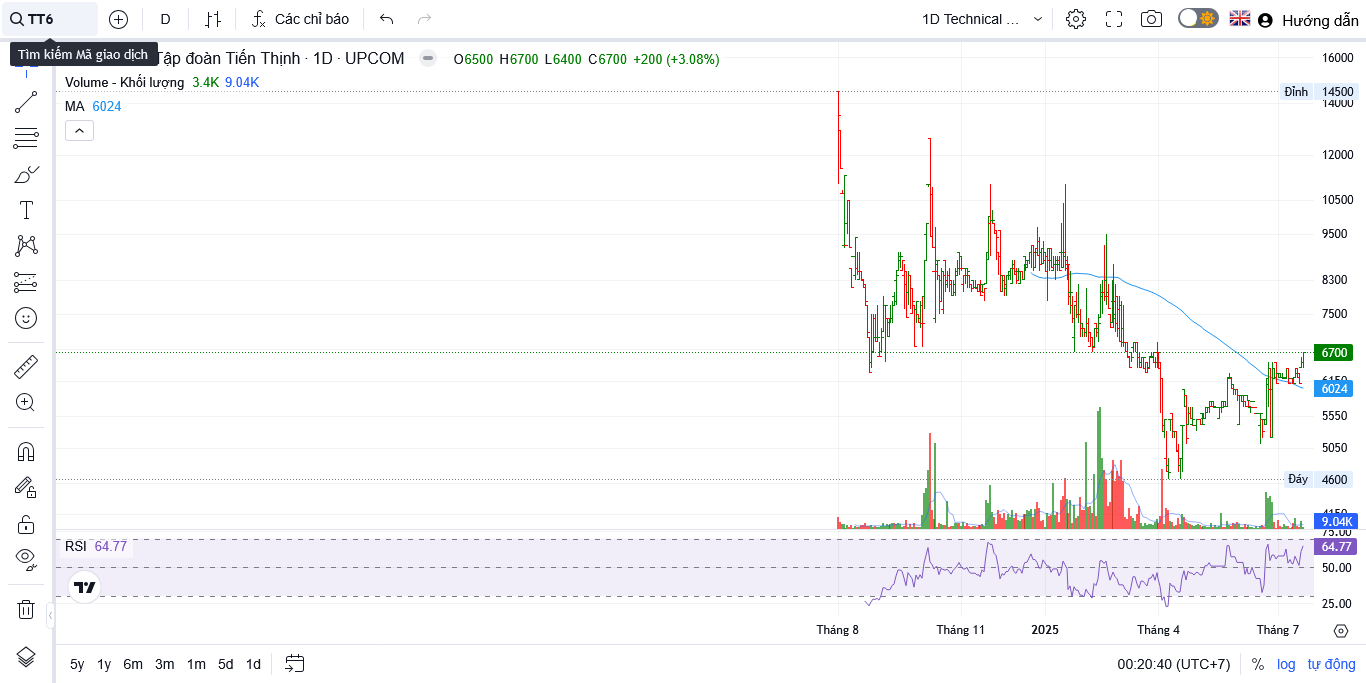 TT6 D Các chỉ báo 1D Technical ... Hướng dẫn
Tìm kiếm Mã giao dịch
Tập đoàn Tiến Thịnh · 1D · UPCOM O6500 H6700 L6400 C6700 +200 (+3.08%)
Volume - Khối lượng 3.4K 9.04K
MA 6024
16000
Đỉnh 14500
14000
12000
10500
9500
8300
7500
6700
6024
5550
5050
Đáy 4600
9.04K
75.00
RSI 64.77
64.77
50.00
25.00
Tháng 8 Tháng 11 2025 Tháng 4 Tháng 7
5y 1y 6m 3m 1m 5d 1d 00:20:40 (UTC+7) % log tự động